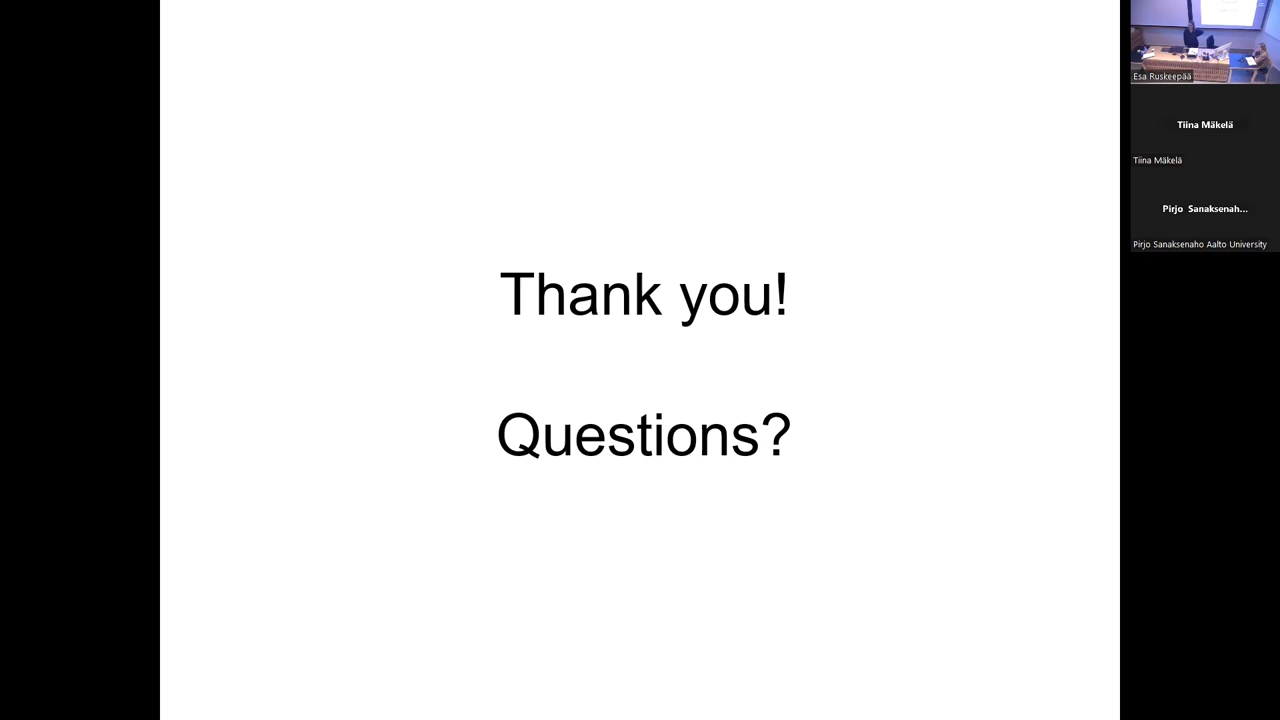 Thank you!
Questions?
Esa Ruskeepää
Tiina Mäkelä
Tiina Mäkelä
Pirjo Sanaksenah...
Pirjo Sanaksenaho Aalto University